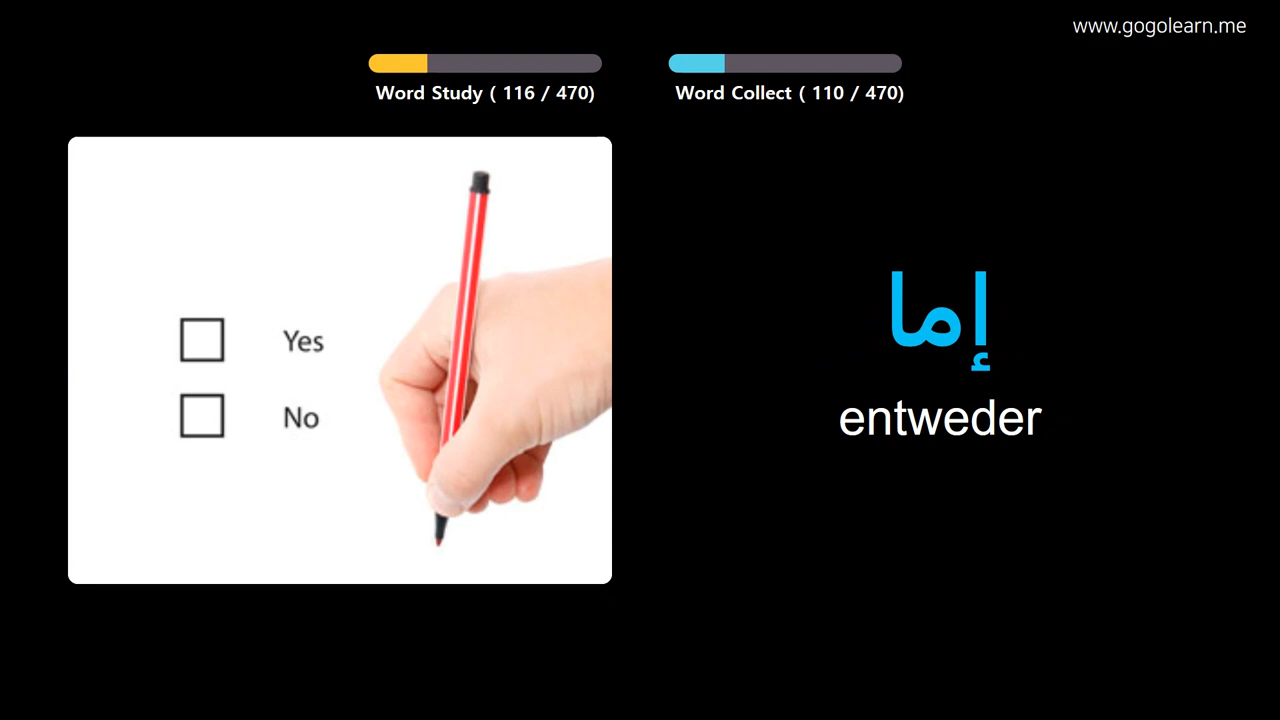 www.gogolearn.me
Word Study ( 116 / 470)
Word Collect ( 110 / 470)
Yes
No
إما
entweder